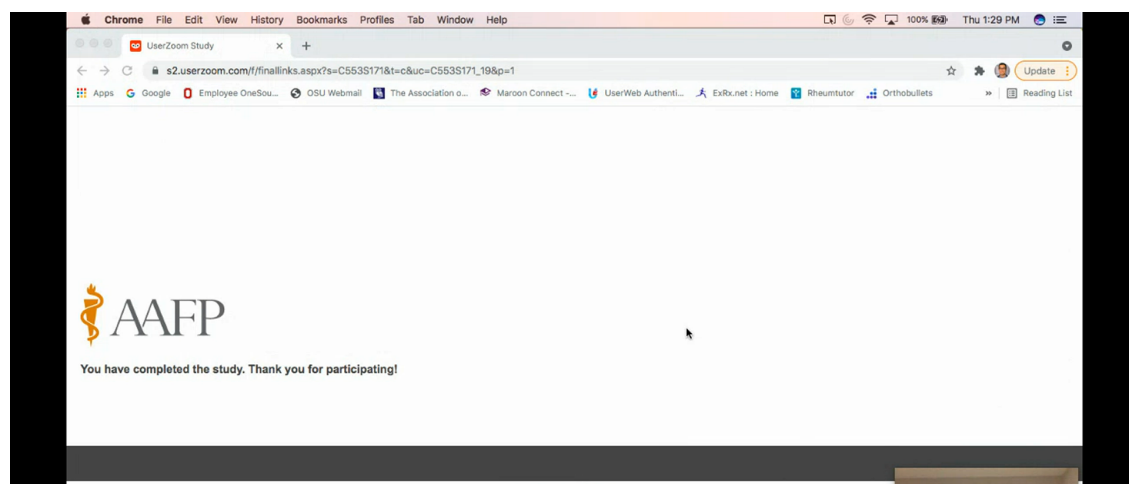 Chrome File Edit View History Bookmarks Profiles Tab Window Help 100% Thu 1:29 PM
UserZoom Study
s2.userzoom.com/f/finallinks.aspx?s=C553S171&t=c&uc=C553S171_19&p=1 Update
Apps Google Employee OneSou... OSU Webmail The Association o... Maroon Connect -... UserWeb Authenti... ExRx.net : Home Rheumtutor Orthobullets » Reading List
AAFP
You have completed the study. Thank you for participating!